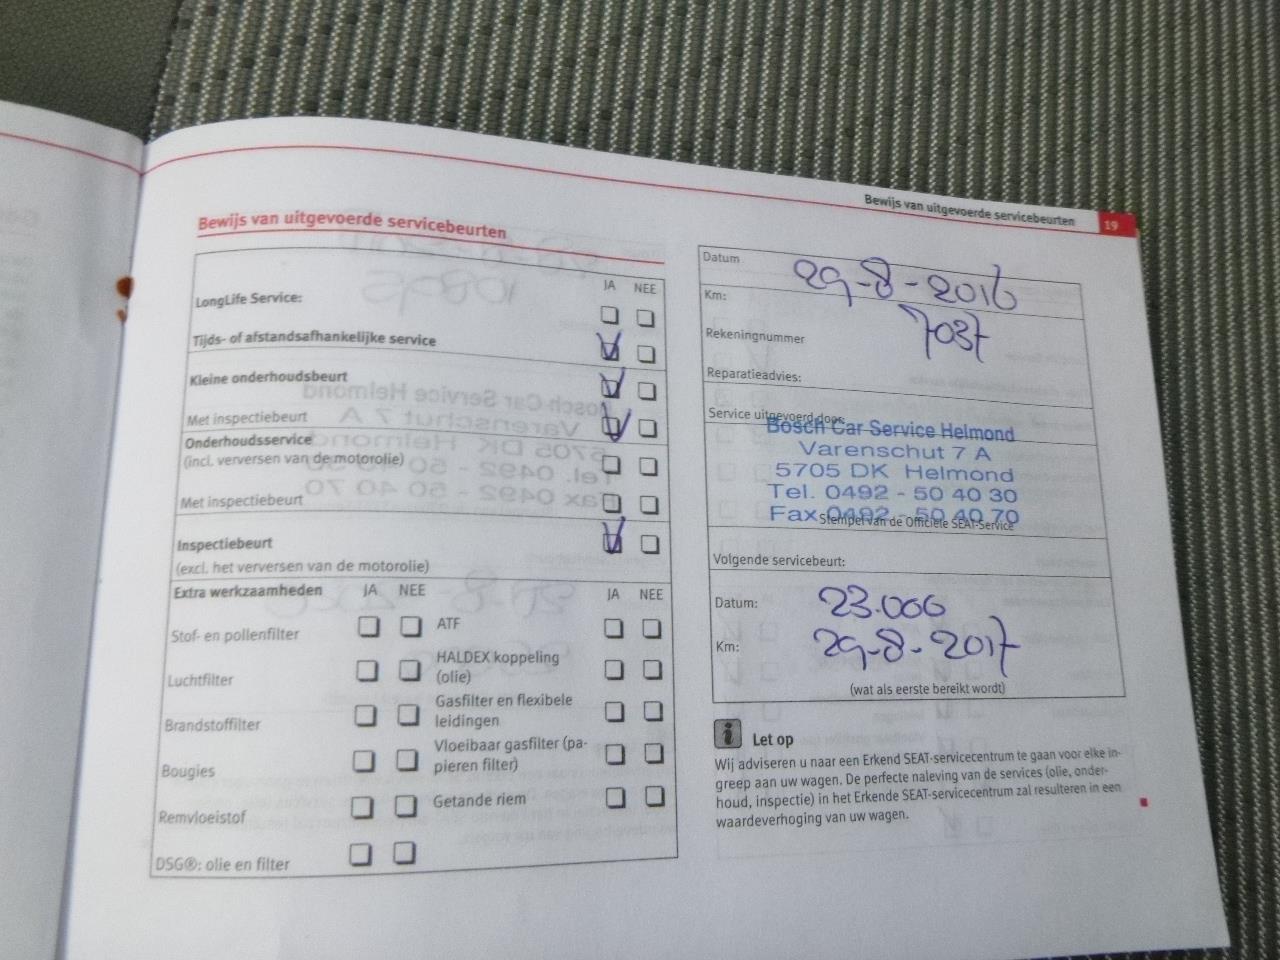 Bewijs van uitgevoerde servicebeurten 19
Bewijs van uitgevoerde servicebeurten
JA NEE
LongLife Service:
Tijds- of afstandsafhankelijke service
Kleine onderhoudsbeurt
Met inspectiebeurt
Onderhoudsservice
(incl. verversen van de motorolie)
Met inspectiebeurt
Inspectiebeurt
(excl. het verversen van de motorolie)
Extra werkzaamheden JA NEE JA NEE
Stof- en pollenfilter
Luchtfilter
Brandstoffilter
Bougies
Remvloeistof
DSG®: olie en filter
ATF
HALDEX koppeling
(olie)
Gasfilter en flexibele
leidingen
Vloeibaar gasfilter (pa-
pieren filter)
Getande riem
Datum 29-8-2016
Km: 7037
Rekeningnummer
Reparatieadvies:
Service uitgevoerd door:
Bosch Car Service Helmond
Varenschut 7 A
5705 DK Helmond
Tel. 0492 - 50 40 30
Fax 0492 - 50 40 70
Stempel van de Officiële SEAT-Service
Volgende servicebeurt:
Datum: 23.000
Km: 29-8-2017
(wat als eerste bereikt wordt)
Let op
Wij adviseren u naar een Erkend SEAT-servicecentrum te gaan voor elke in-
greep aan uw wagen. De perfecte naleving van de services (olie, onder-
houd, inspectie) in het Erkende SEAT-servicecentrum zal resulteren in een
waardeverhoging van uw wagen.